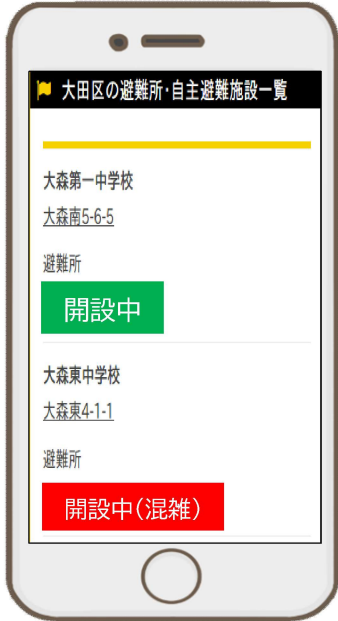 大田区の避難所・自主避難施設一覧
大森第一中学校
大森南5-6-5
避難所
開設中
大森東中学校
大森東4-1-1
避難所
開設中(混雑)